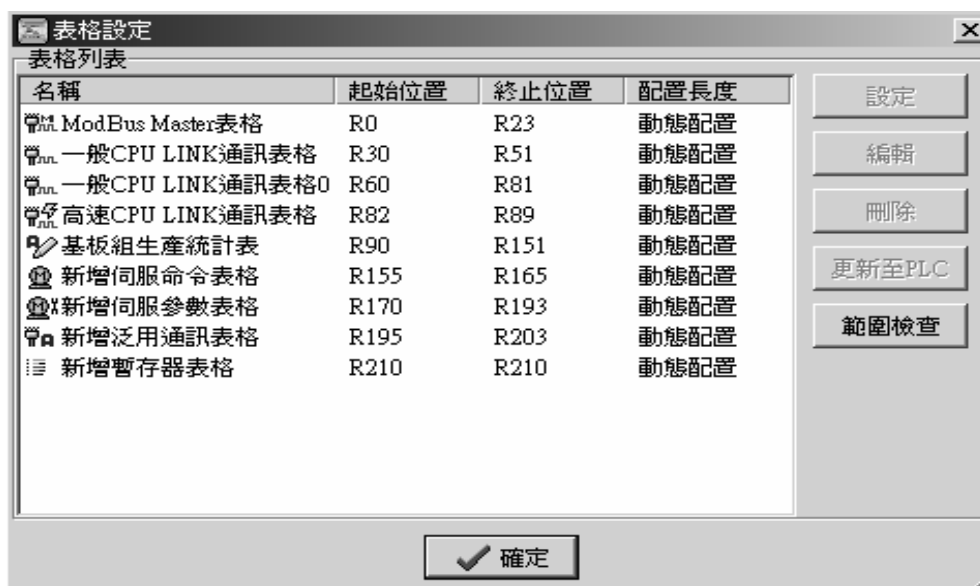 表格設定
表格列表
名稱 起始位置 終止位置 配置長度
ModBus Master表格 R0 R23 動態配置
一般CPU LINK通訊表格 R30 R51 動態配置
一般CPU LINK通訊表格0 R60 R81 動態配置
高速CPU LINK通訊表格 R82 R89 動態配置
基板組生產統計表 R90 R151 動態配置
新增伺服命令表格 R155 R165 動態配置
新增伺服參數表格 R170 R193 動態配置
新增泛用通訊表格 R195 R203 動態配置
新增暫存器表格 R210 R210 動態配置
設定
編輯
刪除
更新至PLC
範圍檢查
確定